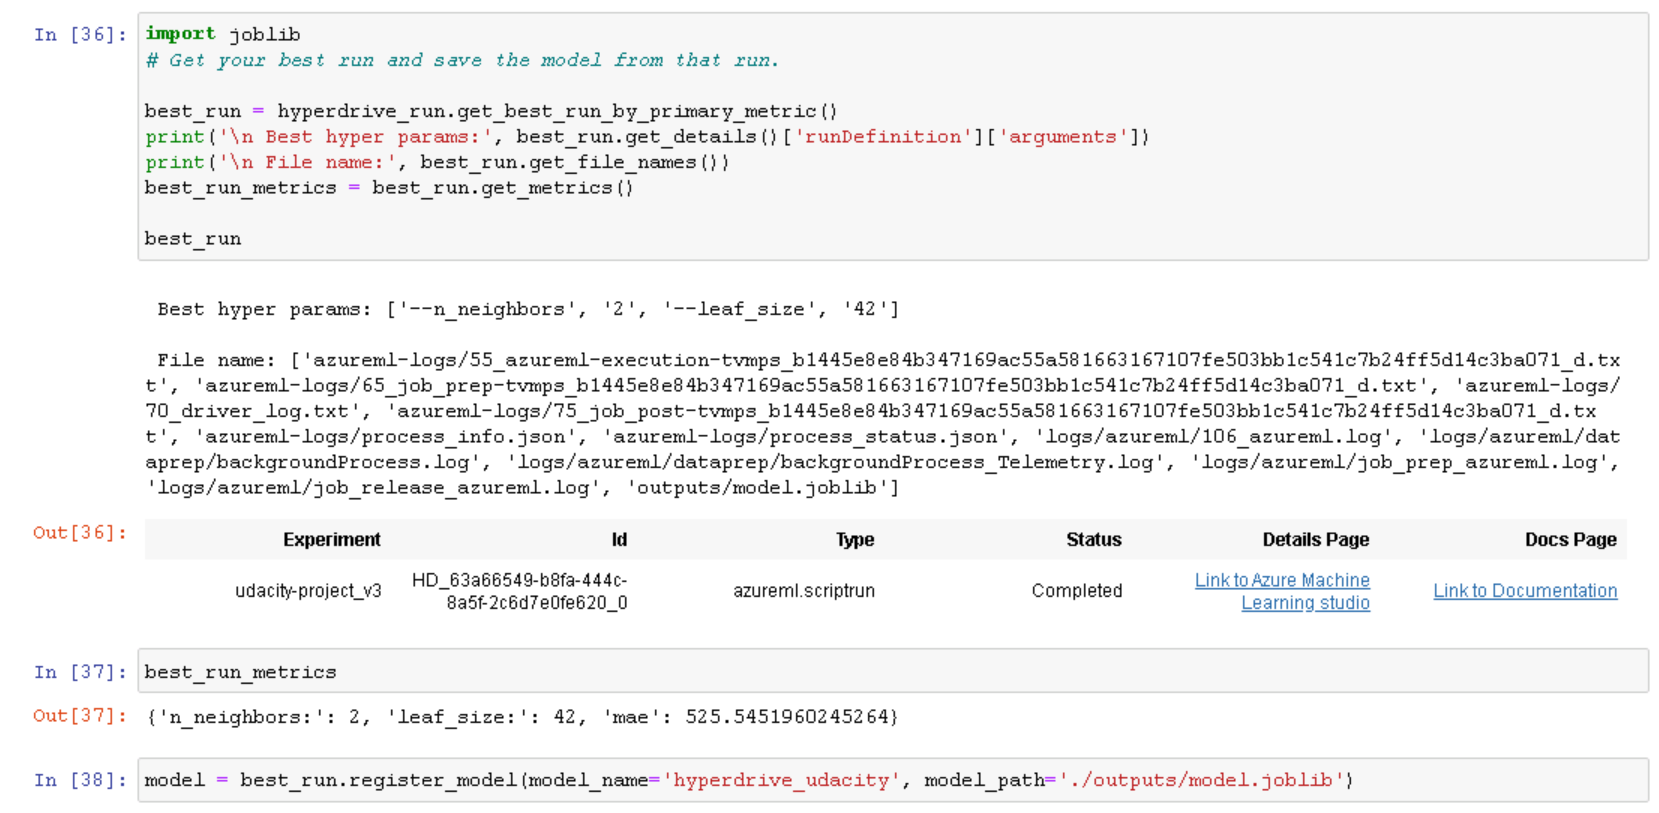 In [36]: import joblib
# Get your best run and save the model from that run.
best_run = hyperdrive_run.get_best_run_by_primary_metric()
print('\n Best hyper params:', best_run.get_details()['runDefinition']['arguments'])
print('\n File name:', best_run.get_file_names())
best_run_metrics = best_run.get_metrics()
best_run
Best hyper params: ['--n_neighbors', '2', '--leaf_size', '42']
File name: ['azureml-logs/55_azureml-execution-tvmps_b1445e8e84b347169ac55a581663167107fe503bb1c541c7b24ff5d14c3ba071_d.tx
t', 'azureml-logs/65_job_prep-tvmps_b1445e8e84b347169ac55a581663167107fe503bb1c541c7b24ff5d14c3ba071_d.txt', 'azureml-logs/
70_driver_log.txt', 'azureml-logs/75_job_post-tvmps_b1445e8e84b347169ac55a581663167107fe503bb1c541c7b24ff5d14c3ba071_d.tx
t', 'azureml-logs/process_info.json', 'azureml-logs/process_status.json', 'logs/azureml/106_azureml.log', 'logs/azureml/dat
aprep/backgroundProcess.log', 'logs/azureml/dataprep/backgroundProcess_Telemetry.log', 'logs/azureml/job_prep_azureml.log',
'logs/azureml/job_release_azureml.log', 'outputs/model.joblib']
Out[36]: Experiment Id Type Status Details Page Docs Page
udacity-project_v3 HD_63a66549-b8fa-444c-8a5f-2c6d7e0fe620_0 azureml.scriptrun Completed Link to Azure Machine Learning studio Link to Documentation
In [37]: best_run_metrics
Out[37]: {'n_neighbors:': 2, 'leaf_size:': 42, 'mae': 525.5451960245264}
In [38]: model = best_run.register_model(model_name='hyperdrive_udacity', model_path='./outputs/model.joblib')